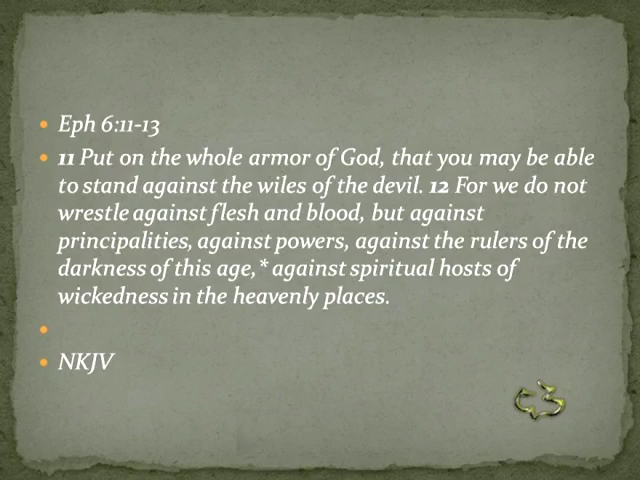 • Eph 6:11-13
• 11 Put on the whole armor of God, that you may be able
to stand against the wiles of the devil. 12 For we do not
wrestle against flesh and blood, but against
principalities, against powers, against the rulers of the
darkness of this age,* against spiritual hosts of
wickedness in the heavenly places.
•
• NKJV